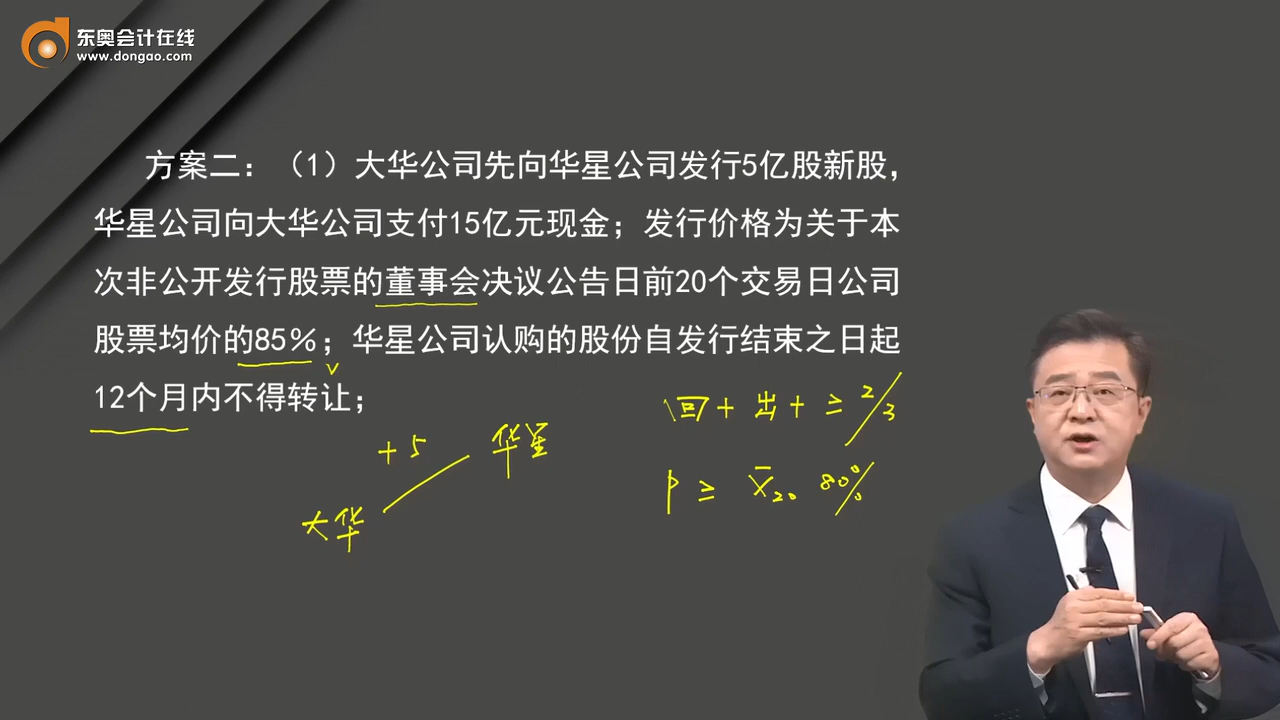 东奥会计在线
www.dongao.com
方案二：（1）大华公司先向华星公司发行5亿股新股，
华星公司向大华公司支付15亿元现金；发行价格为关于本
次非公开发行股票的董事会决议公告日前20个交易日公司
股票均价的85%；华星公司认购的股份自发行结束之日起
12个月内不得转让；
回+出+≥2/3
+5 华星
P≥X̄20 80%
大华